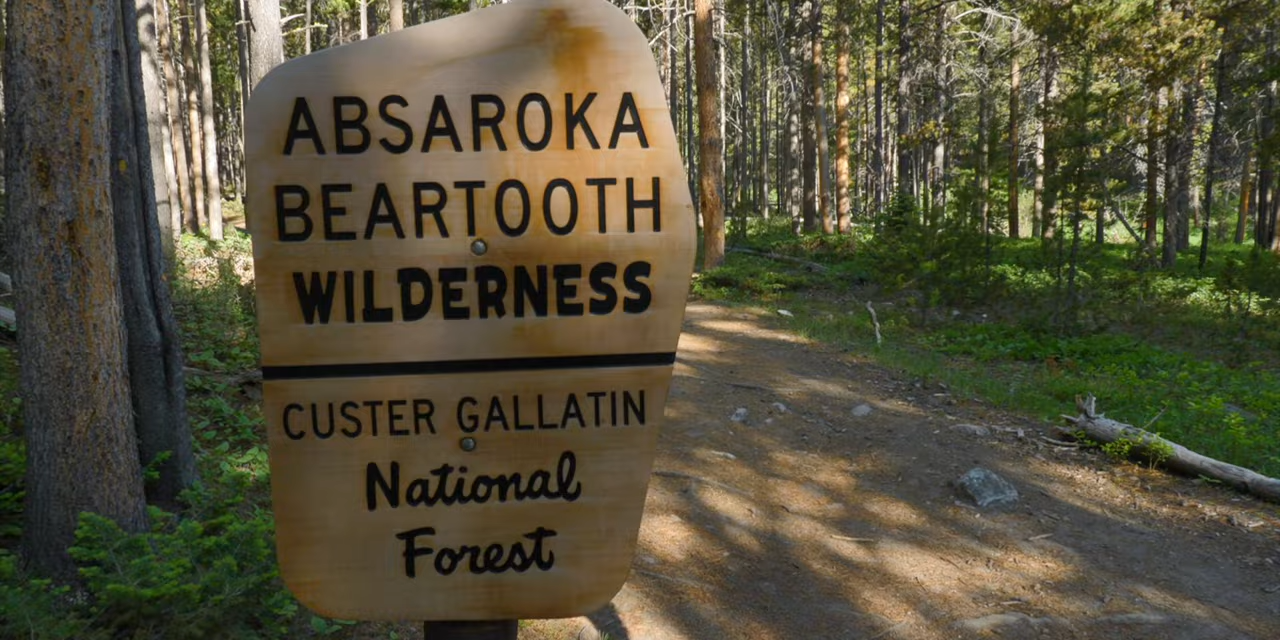 ABSAROKA
BEARTOOTH
WILDERNESS
CUSTER GALLATIN
National
Forest